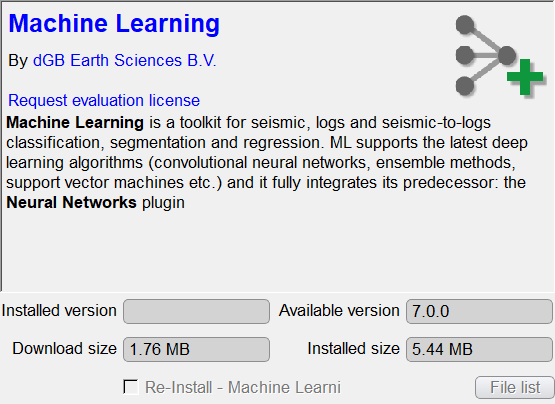 Machine Learning
By dGB Earth Sciences B.V.
Request evaluation license
Machine Learning is a toolkit for seismic, logs and seismic-to-logs
classification, segmentation and regression. ML supports the latest deep
learning algorithms (convolutional neural networks, ensemble methods,
support vector machines etc.) and it fully integrates its predecessor: the
Neural Networks plugin
Installed version Available version 7.0.0
Download size 1.76 MB Installed size 5.44 MB
Re-Install - Machine Learni File list